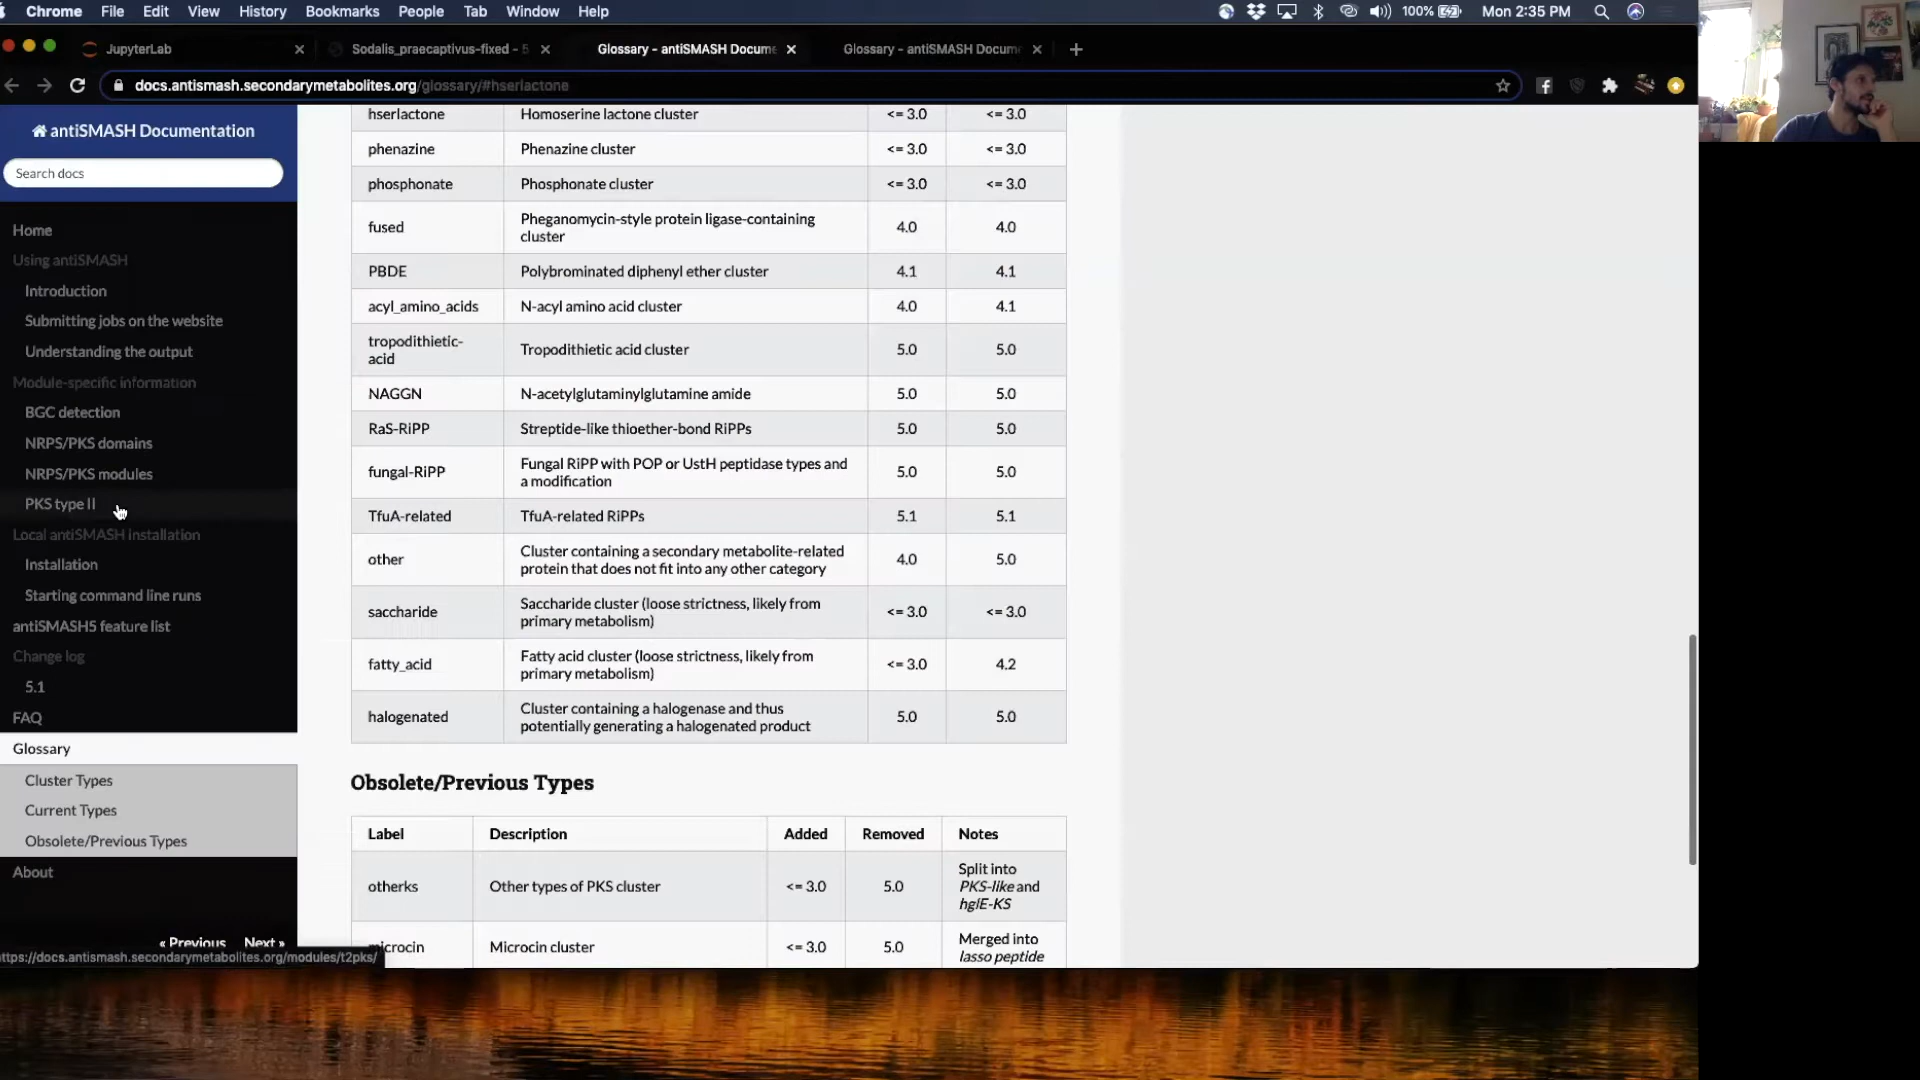 Chrome File Edit View History Bookmarks People Tab Window Help 100% Mon 2:35 PM
JupyterLab Sodalis_praecaptivus-fixed - 5 Glossary - antiSMASH Docume Glossary - antiSMASH Docum
docs.antismash.secondarymetabolites.org/glossary/#hserlactone
antiSMASH Documentation
Search docs
Home
Using antiSMASH
Introduction
Submitting jobs on the website
Understanding the output
Module-specific information
BGC detection
NRPS/PKS domains
NRPS/PKS modules
PKS type II
Local antiSMASH installation
Installation
Starting command line runs
antiSMASH5 feature list
Change log
5.1
FAQ
Glossary
Cluster Types
Current Types
Obsolete/Previous Types
About
« Previous Next »
https://docs.antismash.secondarymetabolites.org/modules/t2pks/
hserlactone Homoserine lactone cluster <= 3.0 <= 3.0
phenazine Phenazine cluster <= 3.0 <= 3.0
phosphonate Phosphonate cluster <= 3.0 <= 3.0
fused Pheganomycin-style protein ligase-containing
cluster 4.0 4.0
PBDE Polybrominated diphenyl ether cluster 4.1 4.1
acyl_amino_acids N-acyl amino acid cluster 4.0 4.1
tropodithietic-
acid Tropodithietic acid cluster 5.0 5.0
NAGGN N-acetylglutaminylglutamine amide 5.0 5.0
RaS-RiPP Streptide-like thioether-bond RiPPs 5.0 5.0
fungal-RiPP Fungal RiPP with POP or UstH peptidase types and
a modification 5.0 5.0
TfuA-related TfuA-related RiPPs 5.1 5.1
other Cluster containing a secondary metabolite-related
protein that does not fit into any other category 4.0 5.0
saccharide Saccharide cluster (loose strictness, likely from
primary metabolism) <= 3.0 <= 3.0
fatty_acid Fatty acid cluster (loose strictness, likely from
primary metabolism) <= 3.0 4.2
halogenated Cluster containing a halogenase and thus
potentially generating a halogenated product 5.0 5.0
Obsolete/Previous Types
Label Description Added Removed Notes
otherks Other types of PKS cluster <= 3.0 5.0 Split into
PKS-like and
hglE-KS
microcin Microcin cluster <= 3.0 5.0 Merged into
lasso peptide